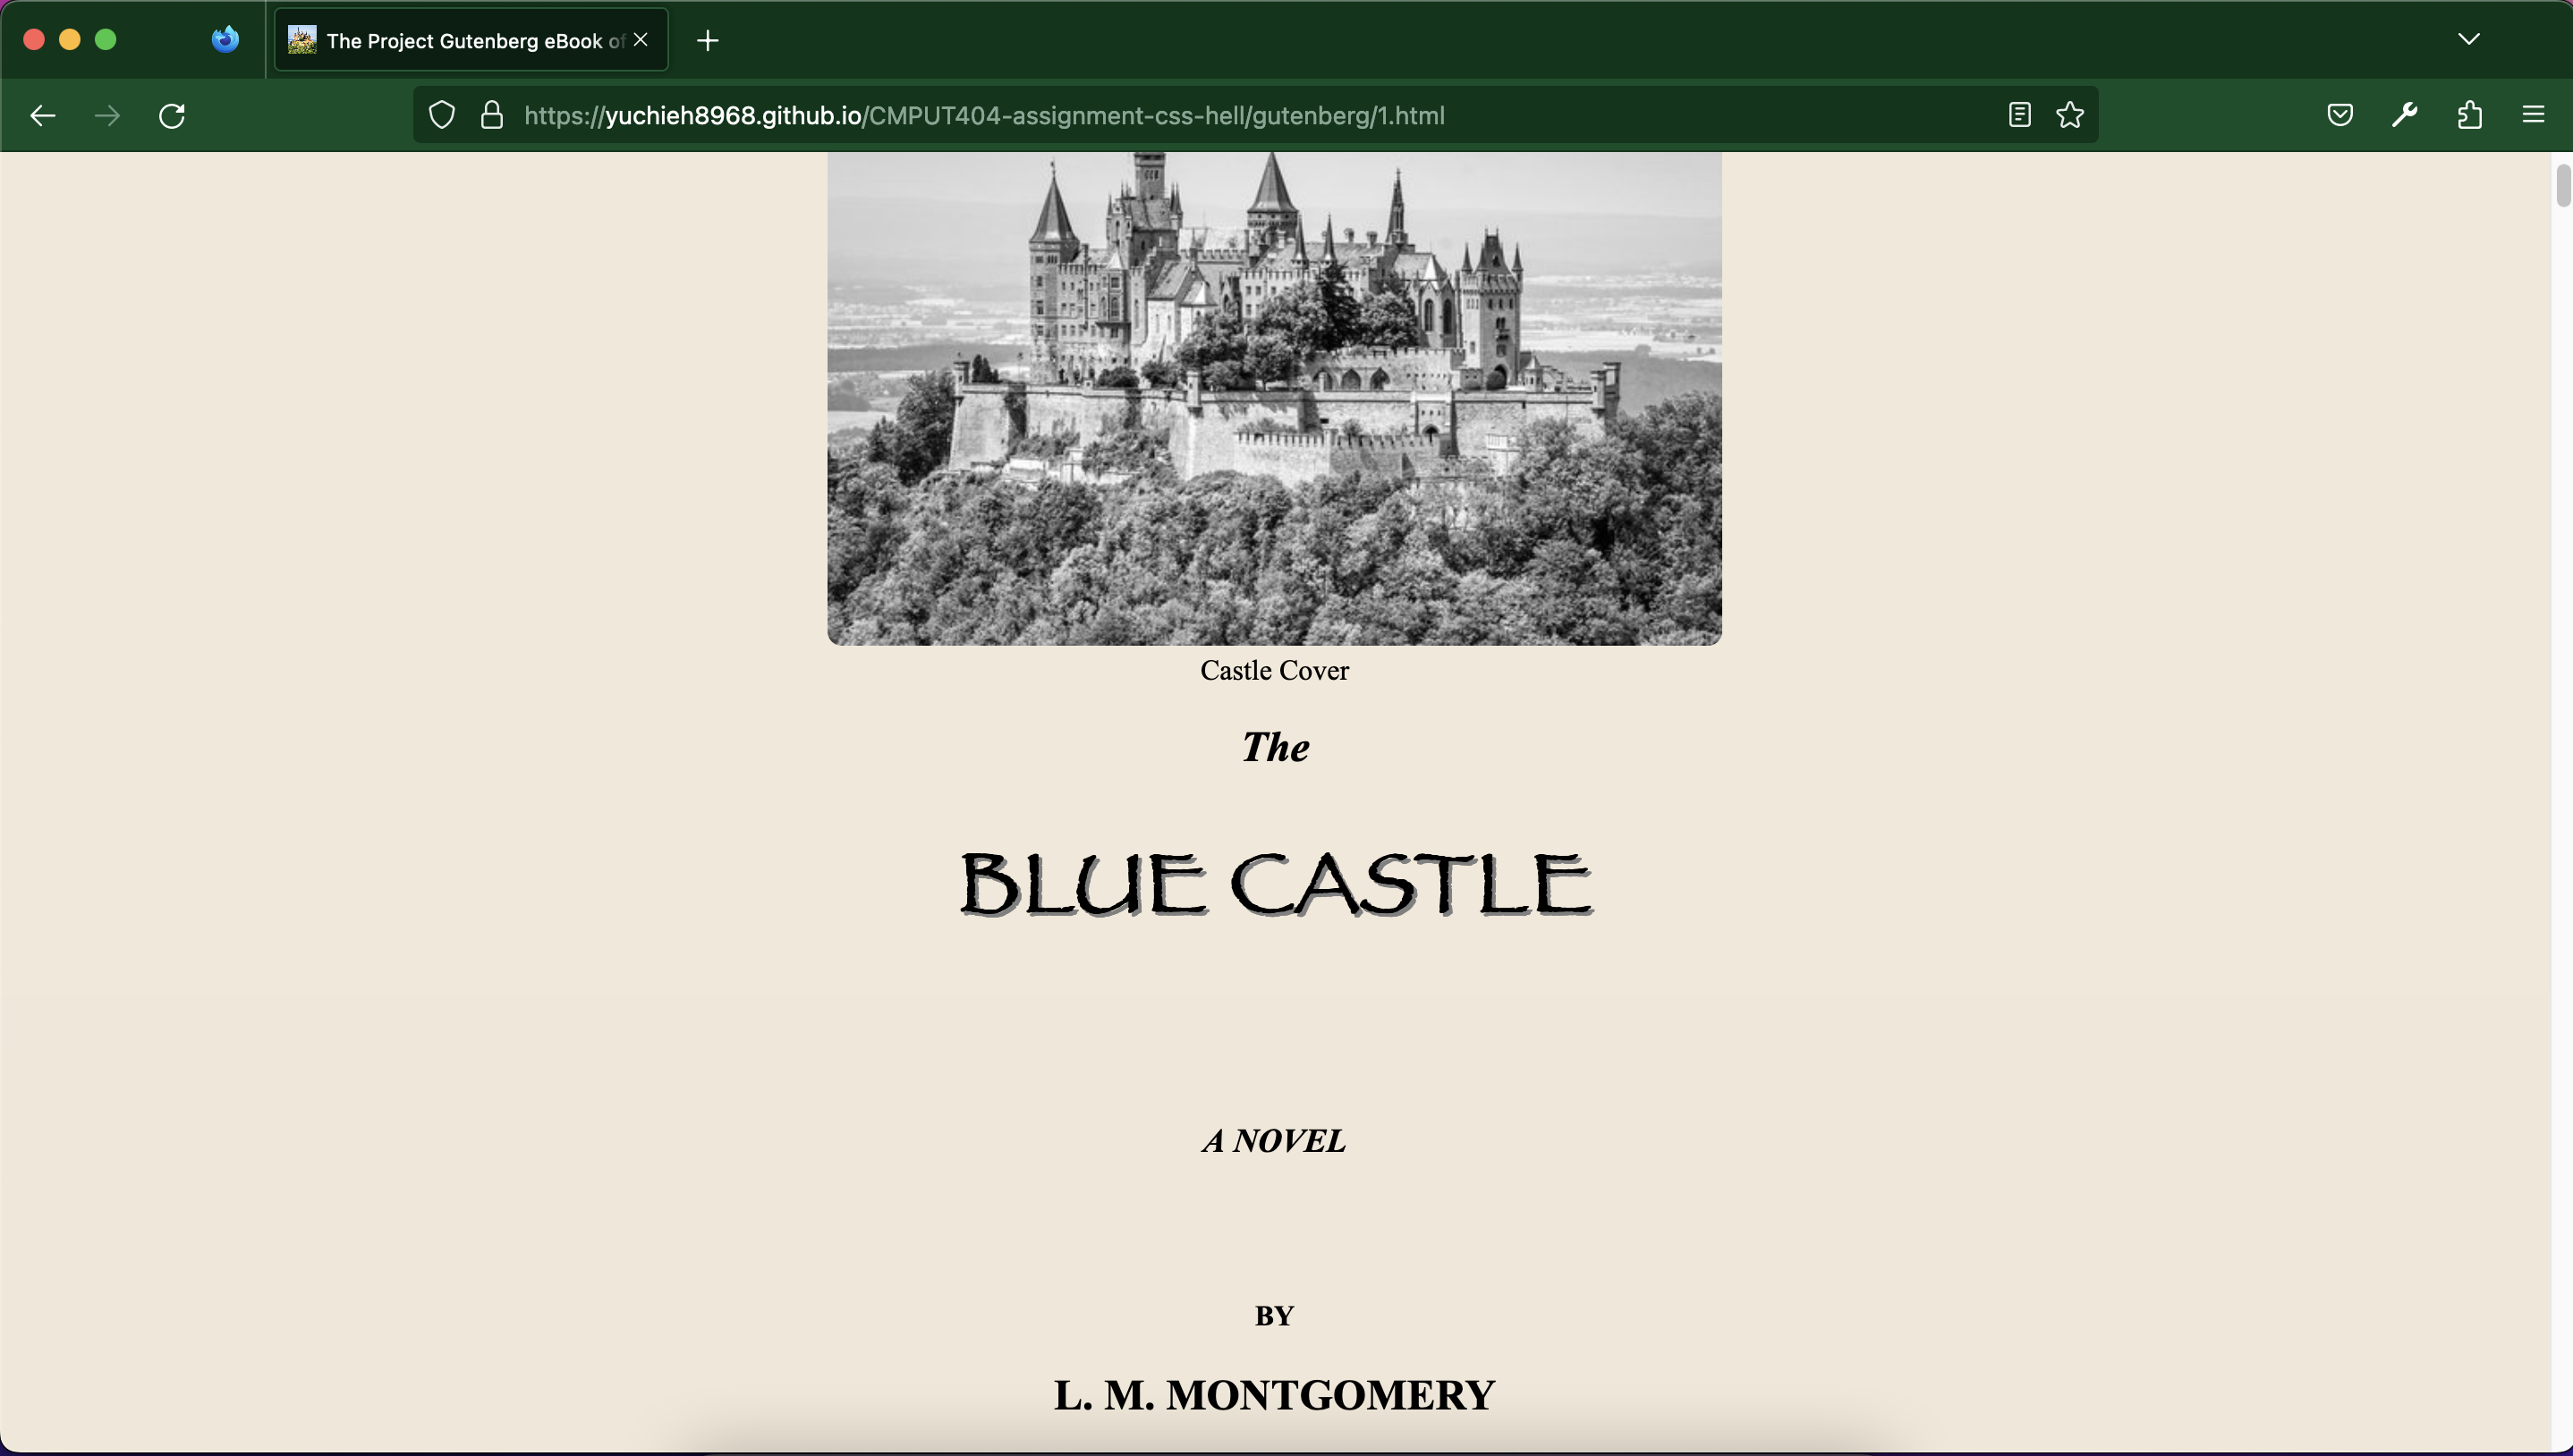 The Project Gutenberg eBook of
https://yuchieh8968.github.io/CMPUT404-assignment-css-hell/gutenberg/1.html
Castle Cover
The
BLUE CASTLE
A NOVEL
BY
L. M. MONTGOMERY